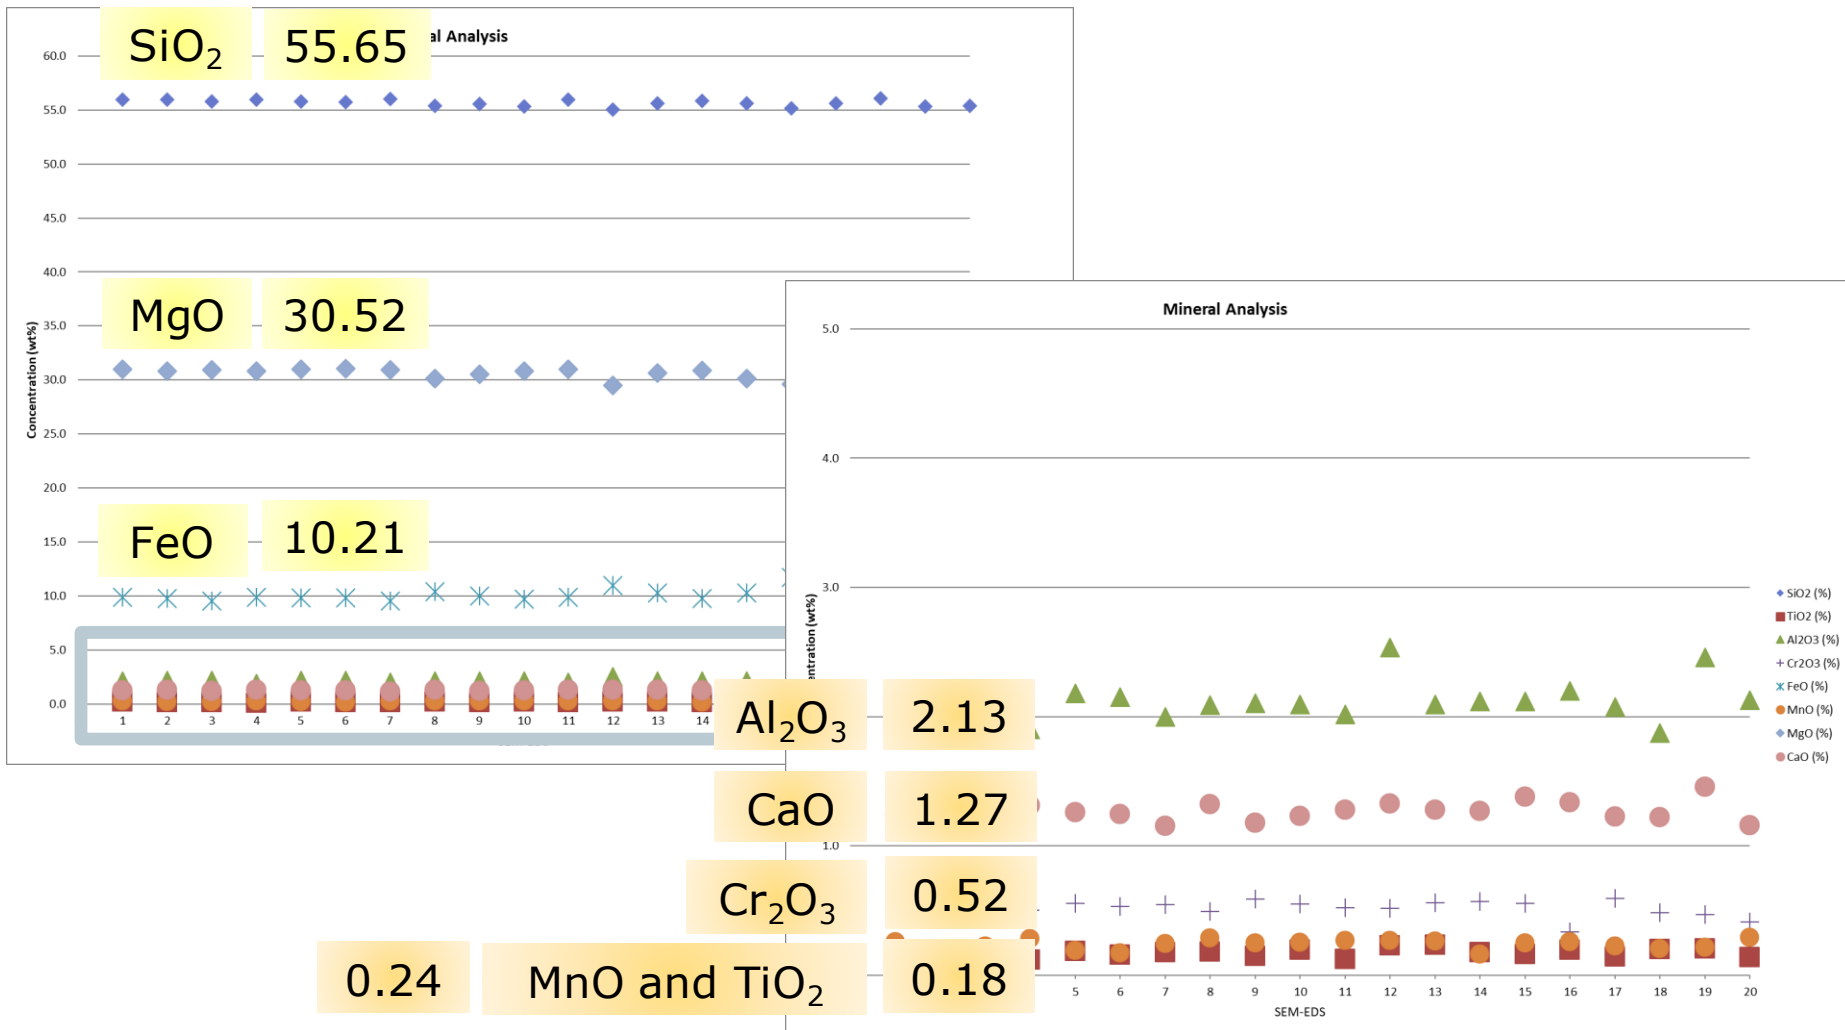 SiO₂ 55.65
al Analysis
60.0
55.0
50.0
45.0
40.0
MgO 30.52
35.0
30.0
Concentration (wt%)
20.0
FeO 10.21
15.0
10.0
5.0
0.0
1 2 3 4 5 6 7 8 9 10 11 12 13 14
Mineral Analysis
5.0
4.0
3.0
ntration (wt%)
SiO2 (%)
TiO2 (%)
Al2O3 (%)
Cr2O3 (%)
FeO (%)
MnO (%)
MgO (%)
CaO (%)
Al₂O₃ 2.13
CaO 1.27
1.0
Cr₂O₃ 0.52
0.24 MnO and TiO₂ 0.18
5 6 7 8 9 10 11 12 13 14 15 16 17 18 19 20
SEM-EDS
25.0